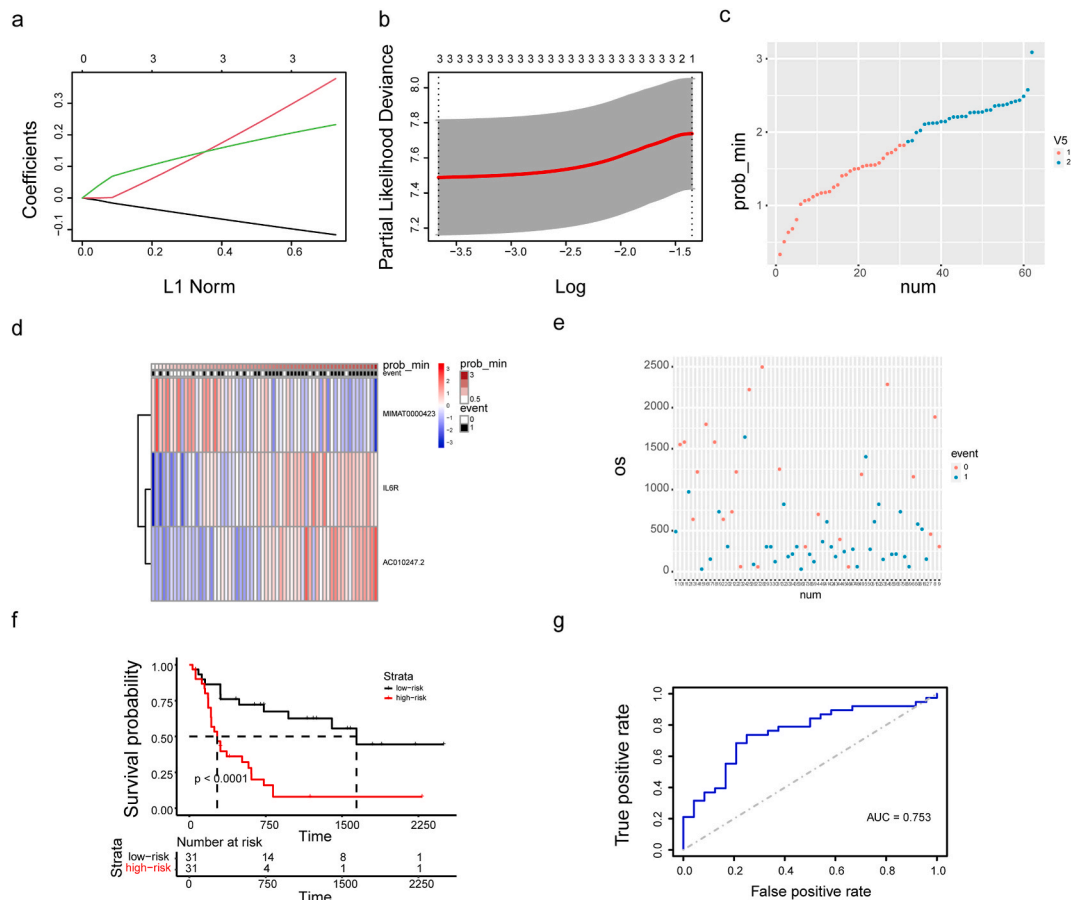 a
0 3 3 3
Coefficients
0.3
0.2
0.1
0.0
-0.1
0.0 0.2 0.4 0.6
L1 Norm
b
3 3 3 3 3 3 3 3 3 3 3 3 3 3 3 3 3 3 3 2 1
Partial Likelihood Deviance
8.0
7.8
7.6
7.4
7.2
-3.5 -3.0 -2.5 -2.0 -1.5
Log
c
prob_min
3
2
1
0 20 40 60
num
V5
1
2
d
prob_min
event
MIMAT0000423
IL6R
AC010247.2
3
2
1
0
-1
-2
-3
prob_min
3
0.5
event
0
1
e
os
2500
2000
1500
1000
500
0
num
event
0
1
f
Survival probability
1.00
0.75
0.50
0.25
0.00
p < 0.0001
Strata
low-risk
high-risk
750 1500 2250
Time
Number at risk
Strata
low-risk 31 14 8 1
high-risk 31 4 1 1
0 750 1500 2250
Time
g
True positive rate
1.0
0.8
0.6
0.4
0.2
0.0
AUC = 0.753
0.0 0.2 0.4 0.6 0.8 1.0
False positive rate